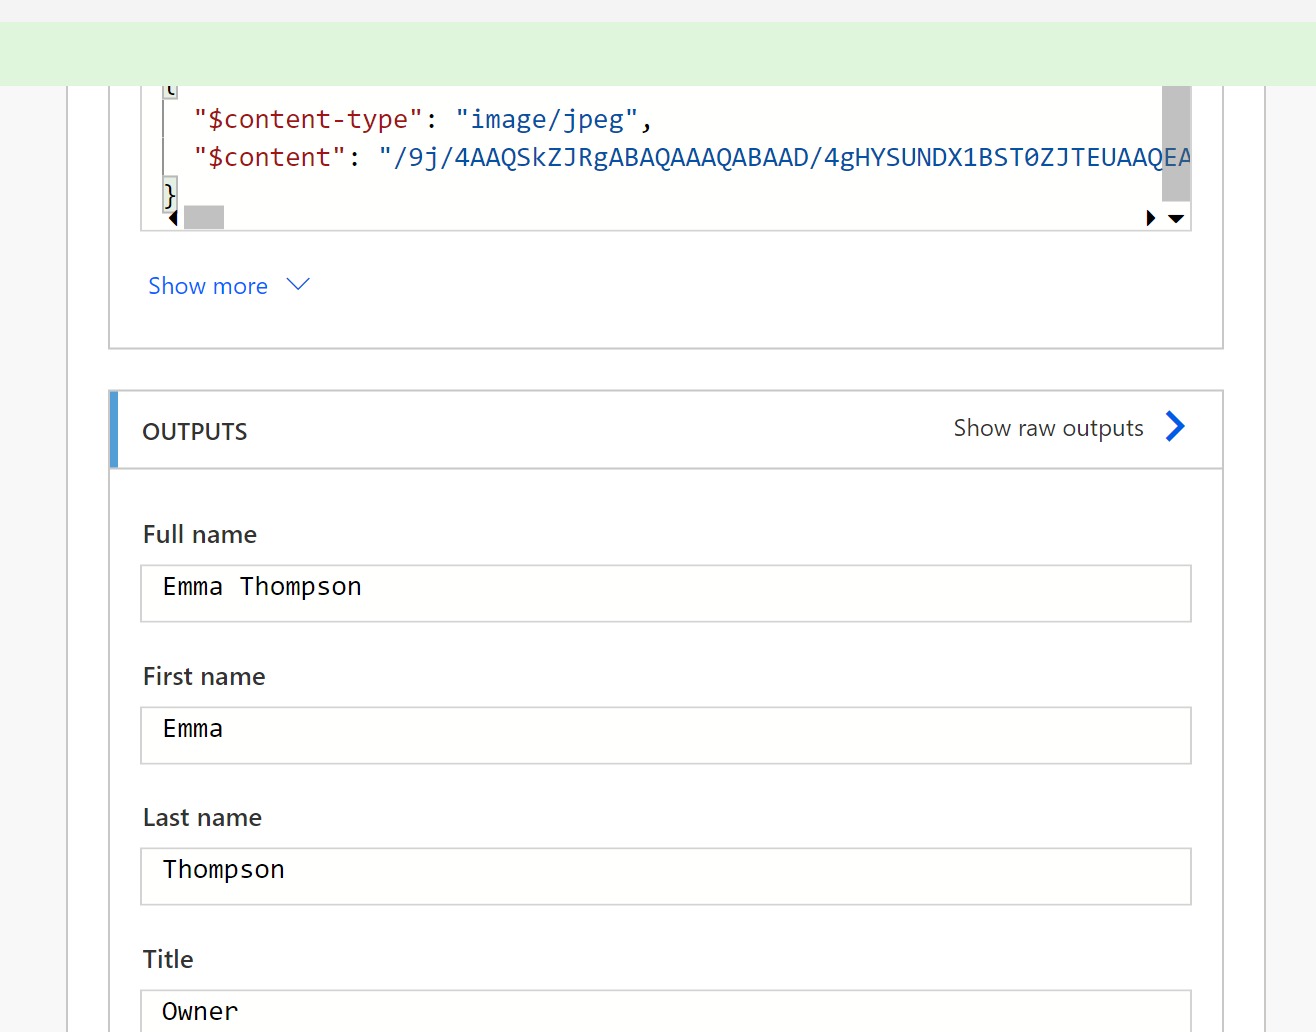 {
"$content-type": "image/jpeg",
"$content": "/9j/4AAQSkZJRgABAQAAAQABAAD/4gHYSUNDX1BST0ZJTEUAAQEA
}
Show more
OUTPUTS
Show raw outputs
Full name
Emma Thompson
First name
Emma
Last name
Thompson
Title
Owner